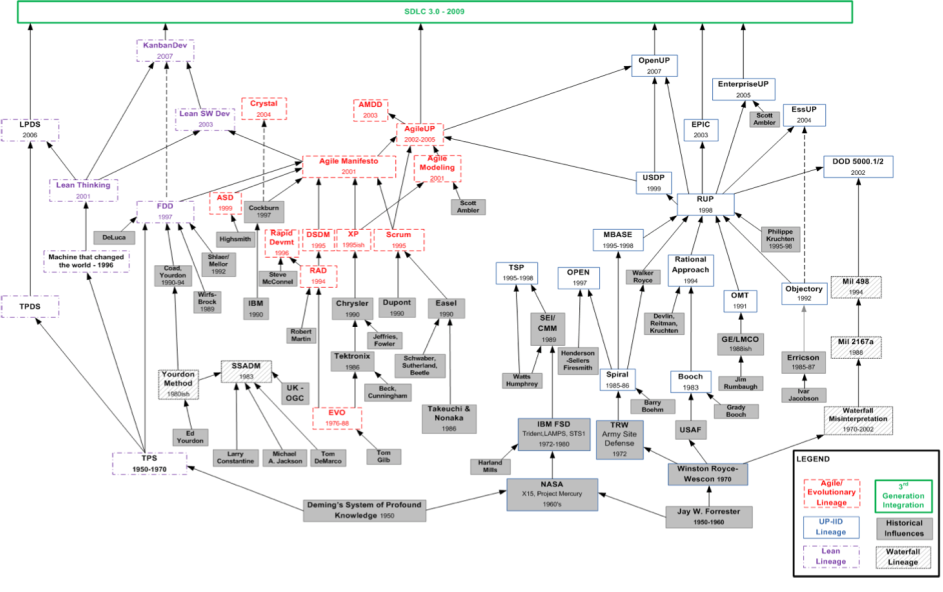 SDLC 3.0 - 2009
KanbanDev
2007
OpenUP
2007
EnterpriseUP
2005
Scott
Ambler
EssUP
2004
Crystal
2004
AMDD
2003
Lean SW Dev
2003
LPDS
2006
AgileUP
2002-2005
EPIC
2003
Agile Manifesto
2001
Agile
Modeling
2001
DOD 5000.1/2
2002
Lean Thinking
2001
USDP
1999
RUP
1998
FDD
1997
ASD
1999
Cockburn
1997
Scott
Ambler
DeLuca
Highsmith
Rapid
Devmt
1996
DSDM
1995
XP
1995ish
Scrum
1995
MBASE
1995-1998
Philippe
Kruchten
1995-96
Machine that changed
the world - 1996
Shlaer/
Mellor
1992
Coad,
Yourdon
1990-94
Steve
McConnel
RAD
1994
TSP
1995-1998
OPEN
1997
Walker
Royce
Rational
Approach
1994
Objectory
1992
Mil 498
1994
TPDS
Wirfs-
Brock
1989
IBM
1990
Chrysler
1990
Dupont
1990
Easel
1990
OMT
1991
Robert
Martin
Jeffries,
Fowler
SEI/
CMM
1989
Devlin,
Reitman,
Kruchten
GE/LMCO
1988ish
Mil 2167a
1988
Tektronix
1986
Schwaber,
Sutherland,
Beetle
Henderson
-Sellers
Firesmith
Erricson
1985-87
Yourdon
Method
1980ish
SSADM
1983
UK -
OGC
Watts
Humphrey
Spiral
1985-86
Booch
1983
Jim
Rumbaugh
Ivar
Jacobson
Beck,
Cunningham
EVO
1976-88
Takeuchi &
Nonaka
1986
Barry
Boehm
Grady
Booch
Waterfall
Misinterpretation
1970-2002
Ed
Yourdon
IBM FSD
Trident,LLAMPS, STS1
1972-1980
TRW
Army Site
Defense
1972
USAF
TPS
1950-1970
Larry
Constantine
Michael
A. Jackson
Tom
DeMarco
Tom
Gilb
Harland
Mills
Winston Royce-
Wescon 1970
NASA
X15, Project Mercury
1960's
Deming's System of Profound
Knowledge 1950
Jay W. Forrester
1950-1960
LEGEND
Agile/
Evolutionary
Lineage
3rd
Generation
Integration
UP-IID
Lineage
Historical
Influences
Lean
Lineage
Waterfall
Lineage